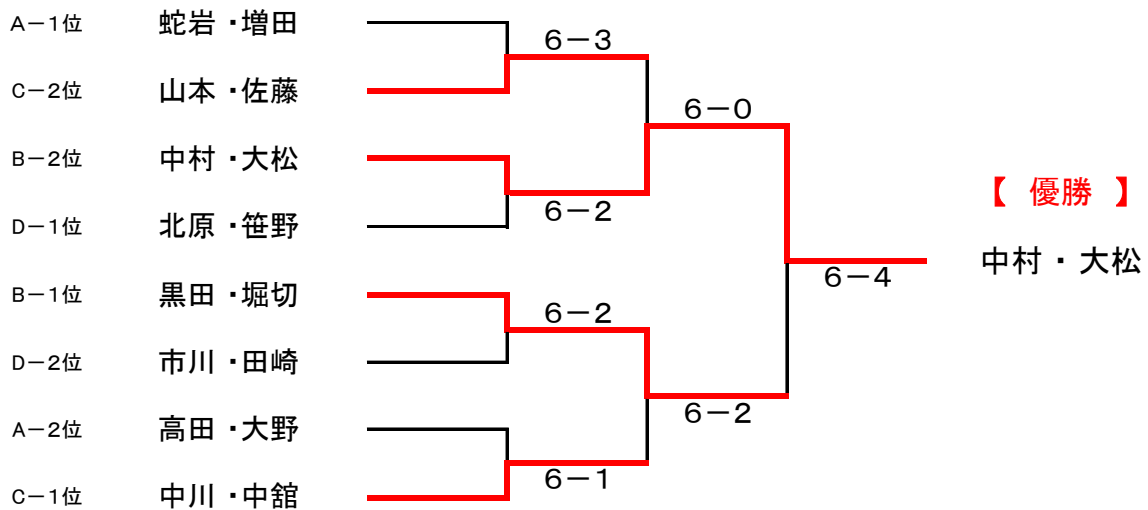 A－1位 蛇岩・増田
6－3
C－2位 山本・佐藤
6－0
B－2位 中村・大松
【 優勝 】
6－2
D－1位 北原・笹野
中村・大松
6－4
B－1位 黒田・堀切
6－2
D－2位 市川・田崎
6－2
A－2位 高田・大野
6－1
C－1位 中川・中舘